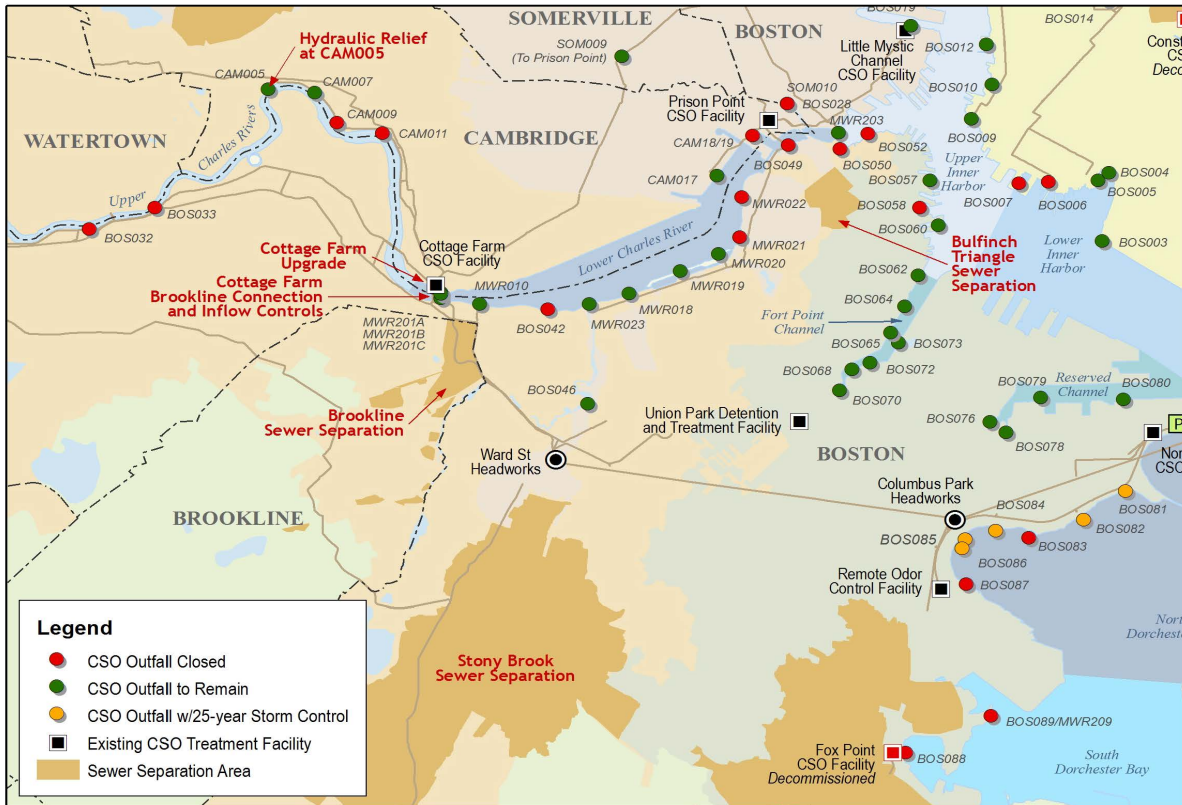 SOMERVILLE
BOSTON
BOS019
BOS014
Hydraulic Relief
at CAM005
SOM009
(To Prison Point)
Little Mystic
Channel
CSO Facility
BOS012
CAM005
CAM007
BOS010
SOM010
BOS028
Prison Point
CSO Facility
MWR203
CAM009
CAM011
WATERTOWN
Charles Rivers
CAMBRIDGE
CAM18/19
BOS049
BOS050
BOS052
BOS009
Upper
Inner
Harbor
BOS004
BOS005
CAM017
BOS057
BOS007
BOS006
Upper
BOS033
BOS032
MWR022
BOS058
BOS060
MWR021
Lower Charles River
Lower
Inner
Harbor
BOS003
Cottage Farm
Upgrade
Cottage Farm
CSO Facility
Bulfinch
Triangle
Sewer
Separation
MWR020
MWR019
BOS062
Cottage Farm
Brookline Connection
and Inflow Controls
MWR010
MWR018
MWR023
BOS042
BOS064
Fort Point
Channel
MWR201A
MWR201B
MWR201C
BOS065
BOS073
BOS068
BOS072
BOS070
BOS046
Reserved
Channel
BOS079
BOS080
BOS076
BOS078
Brookline
Sewer Separation
Union Park Detention
and Treatment Facility
BOSTON
P
Nor
CSO
Ward St
Headworks
Columbus Park
Headworks
BROOKLINE
BOS084
BOS081
BOS082
BOS085
BOS083
BOS086
BOS087
Remote Odor
Control Facility
Nort
Dorchester
Stony Brook
Sewer Separation
BOS089/MWR209
Fox Point
CSO Facility
Decommissioned
BOS088
South
Dorchester Bay
Const
CS
Deco
Legend
CSO Outfall Closed
CSO Outfall to Remain
CSO Outfall w/25-year Storm Control
Existing CSO Treatment Facility
Sewer Separation Area